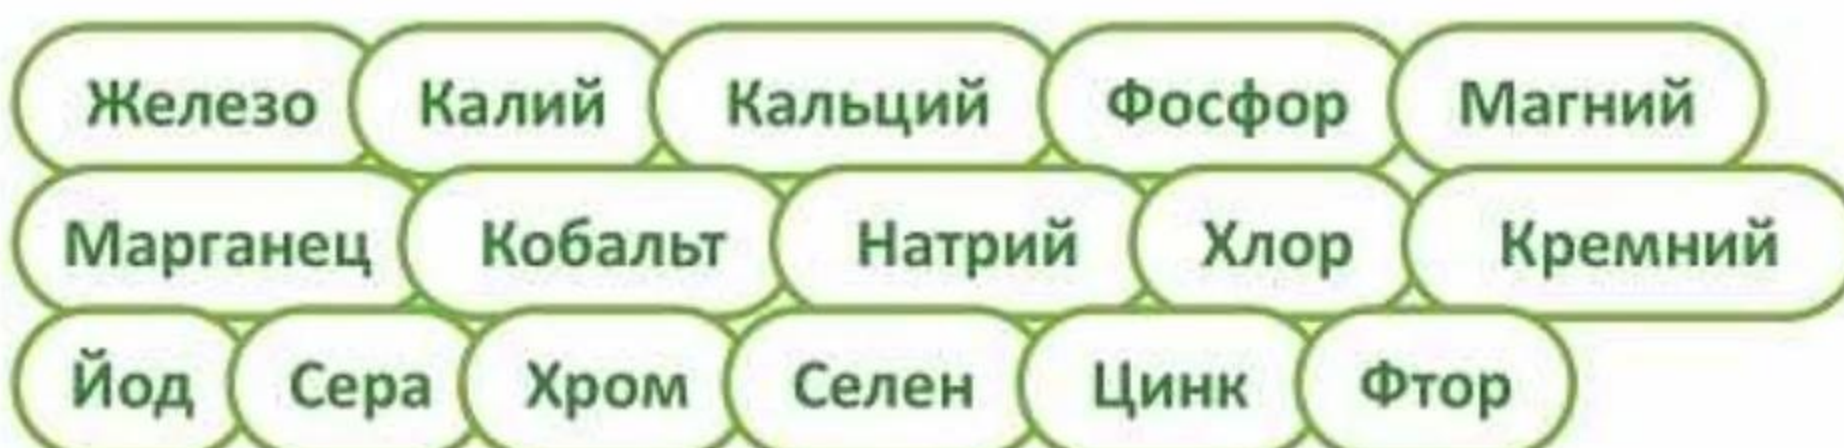 Железо Калий Кальций Фосфор Магний
Марганец Кобальт Натрий Хлор Кремний
Йод Сера Хром Селен Цинк Фтор